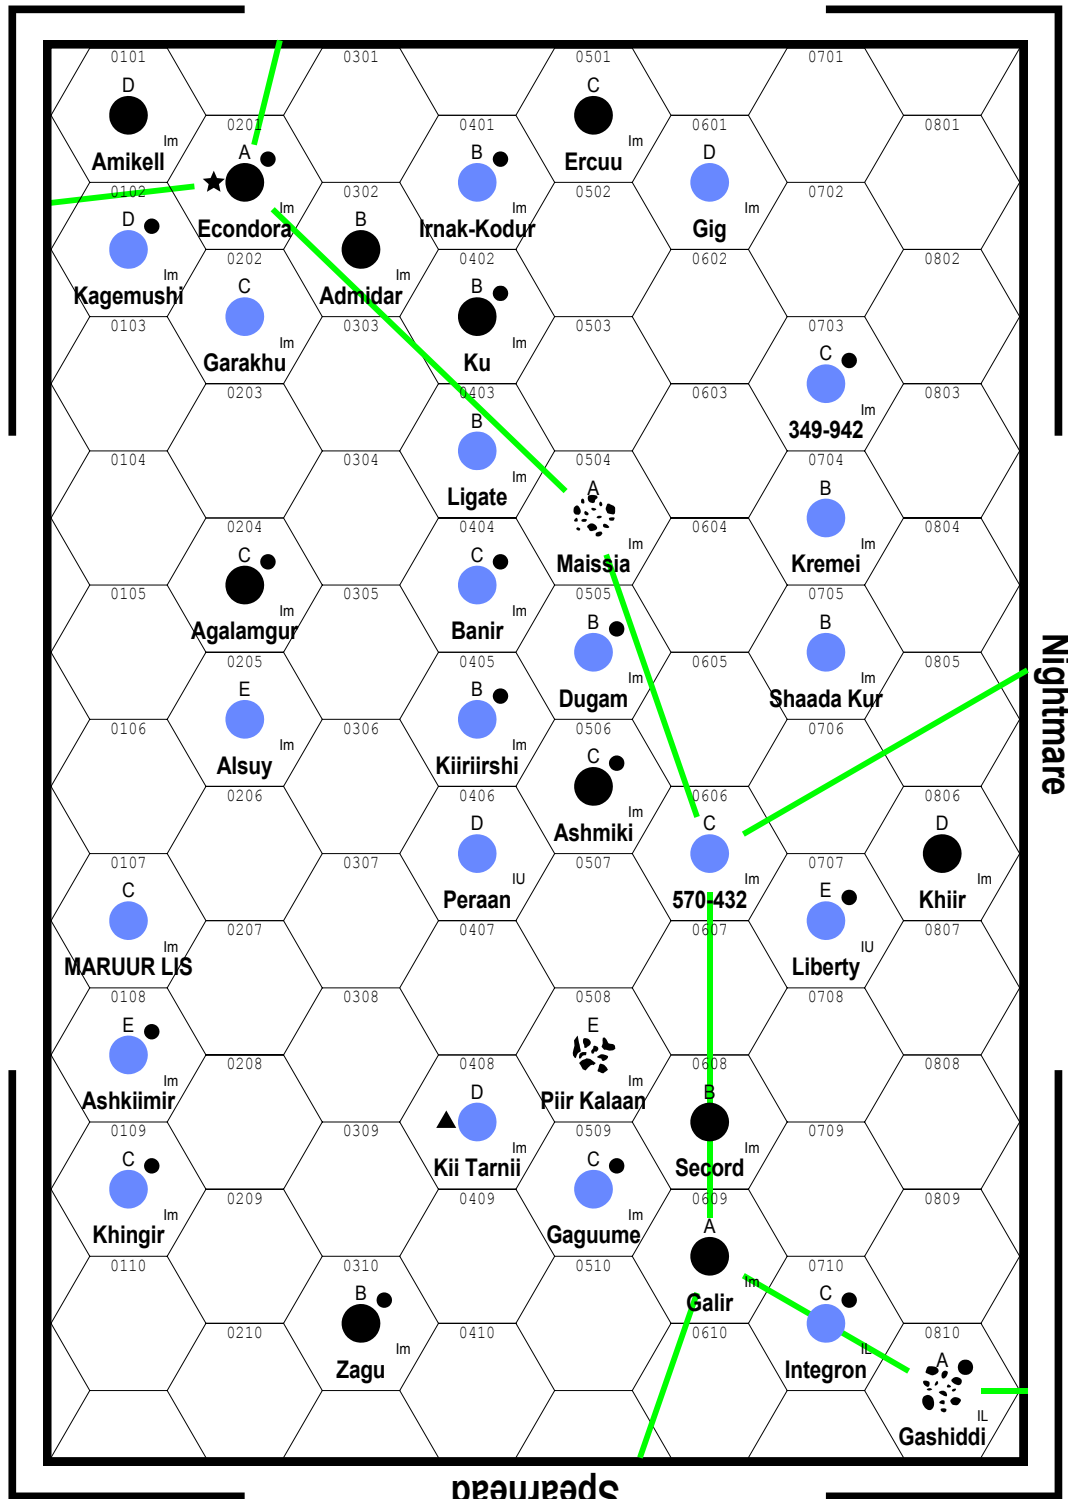 0101 0301 0501 0701
D C
Im Im
Amikell Ercuu
0201 0401 0601 0801
A B D
Im Im Im
Econdora Irnak-Kodur Gig
0102 0302 0502 0702
D B
Im Im
Kagemushi Admidar
0202 0402 0602 0802
C B
Im Im
Garakhu Ku
0103 0303 0503 0703
C
Im
349-942
0203 0403 0603 0803
B
Im
Ligate
0104 0304 0504 0704
A B
Im Im
Maissia Kremei
0204 0404 0604 0804
C C
Im Im
Agalamgur Banir
0105 0305 0505 0705
B B
Im Im
Dugam Shaada Kur
0205 0405 0605 0805
E B
Im Im
Alsuy Kiiriirshi
Nightmare
0106 0306 0506 0706
C
Im
Ashmiki
0206 0406 0606 0806
D C D
IU Im Im
Peraan 570-432 Khiir
0107 0307 0507 0707
C E
Im IU
MARUUR LIS Liberty
0207 0407 0607 0807
0108 0308 0508 0708
E E
Im Im
Ashkiimir Piir Kalaan
0208 0408 0608 0808
D B
Im Im
Kii Tarnii Secord
0109 0309 0509 0709
C C
Im Im
Khingir Gaguume
0209 0409 0609 0809
A
Im
Galir
0110 0310 0510 0710
B C
Im IL
Zagu Integron
0210 0410 0610 0810
A
IL
Gashiddi
Spearhead